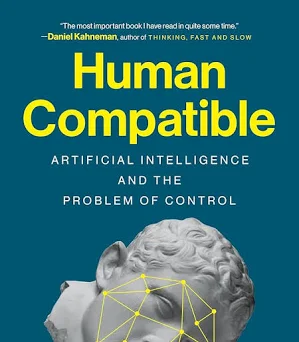 "The most important book I have read in quite some time."
—Daniel Kahneman, author of THINKING, FAST AND SLOW
Human
Compatible
ARTIFICIAL INTELLIGENCE
AND THE
PROBLEM OF CONTROL